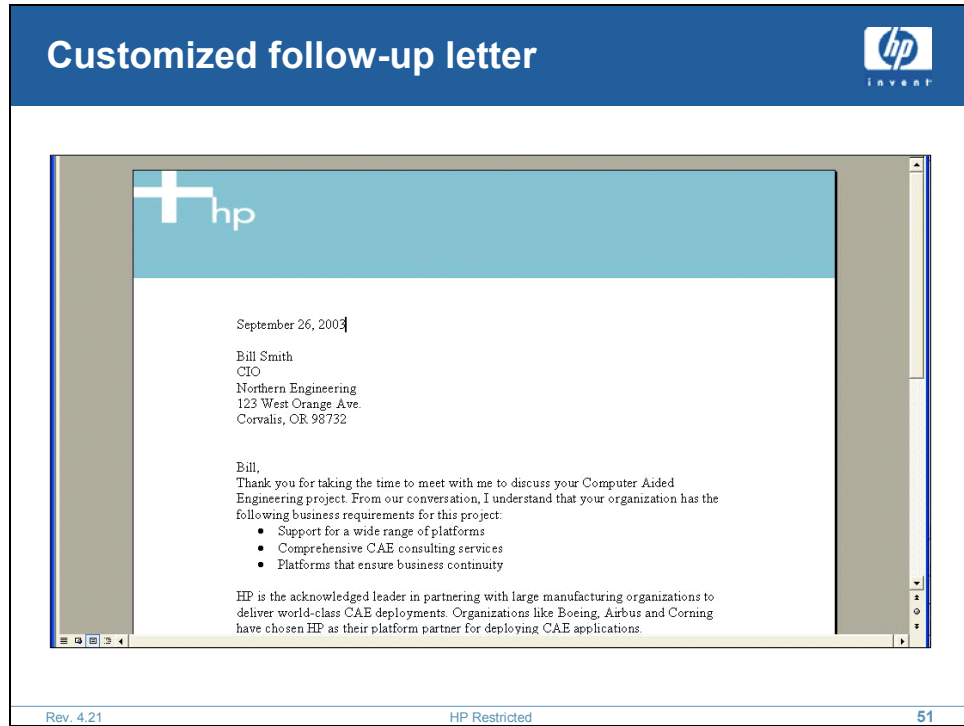 Customized follow-up letter
hp
invent
hp
September 26, 2003
Bill Smith
CIO
Northern Engineering
123 West Orange Ave.
Corvalis, OR 98732
Bill,
Thank you for taking the time to meet with me to discuss your Computer Aided
Engineering project. From our conversation, I understand that your organization has the
following business requirements for this project:
• Support for a wide range of platforms
• Comprehensive CAE consulting services
• Platforms that ensure business continuity
HP is the acknowledged leader in partnering with large manufacturing organizations to
deliver world-class CAE deployments. Organizations like Boeing, Airbus and Corning
have chosen HP as their platform partner for deploying CAE applications.
Rev. 4.21
HP Restricted
51